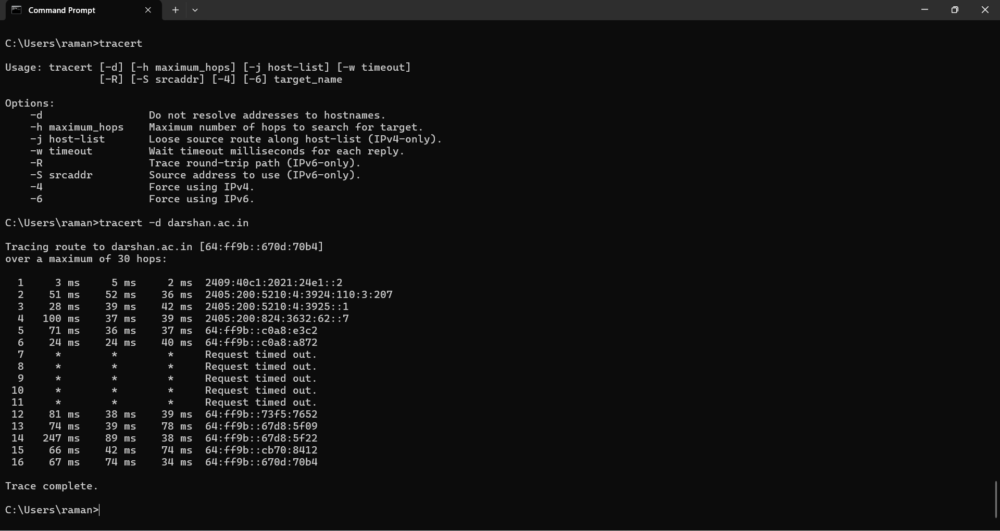 Command Prompt
C:\Users\raman>tracert
Usage: tracert [-d] [-h maximum_hops] [-j host-list] [-w timeout]
               [-R] [-S srcaddr] [-4] [-6] target_name
Options:
    -d                 Do not resolve addresses to hostnames.
    -h maximum_hops    Maximum number of hops to search for target.
    -j host-list       Loose source route along host-list (IPv4-only).
    -w timeout         Wait timeout milliseconds for each reply.
    -R                 Trace round-trip path (IPv6-only).
    -S srcaddr         Source address to use (IPv6-only).
    -4                 Force using IPv4.
    -6                 Force using IPv6.
C:\Users\raman>tracert -d darshan.ac.in
Tracing route to darshan.ac.in [64:ff9b::670d:70b4]
over a maximum of 30 hops:
  1     3 ms     5 ms     2 ms  2409:40c1:2021:24e1::2
  2    51 ms    52 ms    36 ms  2405:200:5210:4:3924:110:3:207
  3    28 ms    39 ms    42 ms  2405:200:5210:4:3925::1
  4   100 ms    37 ms    39 ms  2405:200:824:3632:62::7
  5    71 ms    36 ms    37 ms  64:ff9b::c0a8:e3c2
  6    24 ms    24 ms    40 ms  64:ff9b::c0a8:a872
  7     *        *        *     Request timed out.
  8     *        *        *     Request timed out.
  9     *        *        *     Request timed out.
 10     *        *        *     Request timed out.
 11     *        *        *     Request timed out.
 12    81 ms    38 ms    39 ms  64:ff9b::73f5:7652
 13    74 ms    39 ms    78 ms  64:ff9b::67d8:5f09
 14   247 ms    89 ms    38 ms  64:ff9b::67d8:5f22
 15    66 ms    42 ms    74 ms  64:ff9b::cb70:8412
 16    67 ms    74 ms    34 ms  64:ff9b::670d:70b4
Trace complete.
C:\Users\raman>